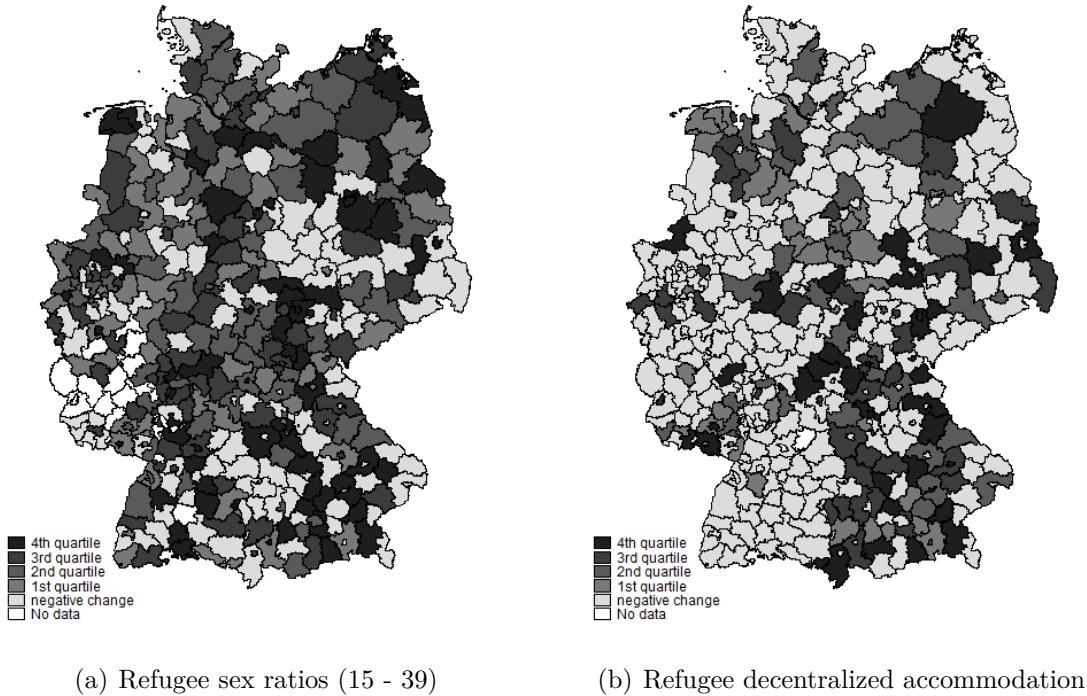 4th quartile
3rd quartile
2nd quartile
1st quartile
negative change
No data
4th quartile
3rd quartile
2nd quartile
1st quartile
negative change
No data
(a) Refugee sex ratios (15 - 39)
(b) Refugee decentralized accommodation